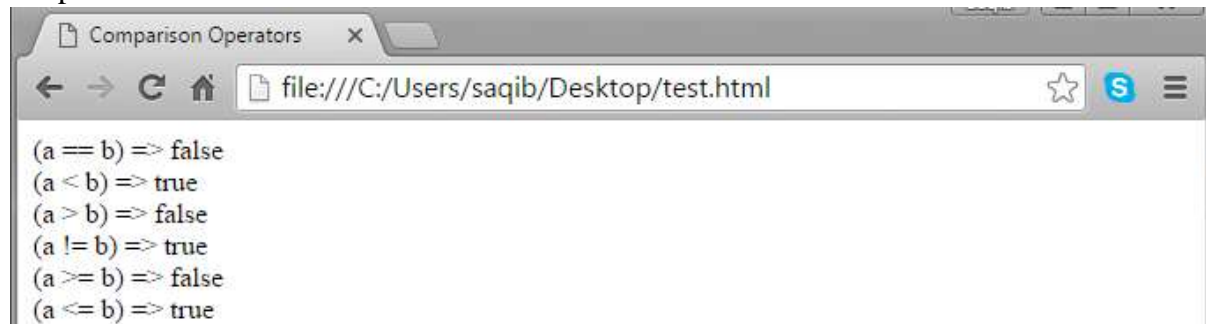 Comparison Operators
file:///C:/Users/saqib/Desktop/test.html
(a == b) => false
(a < b) => true
(a > b) => false
(a != b) => true
(a >= b) => false
(a <= b) => true